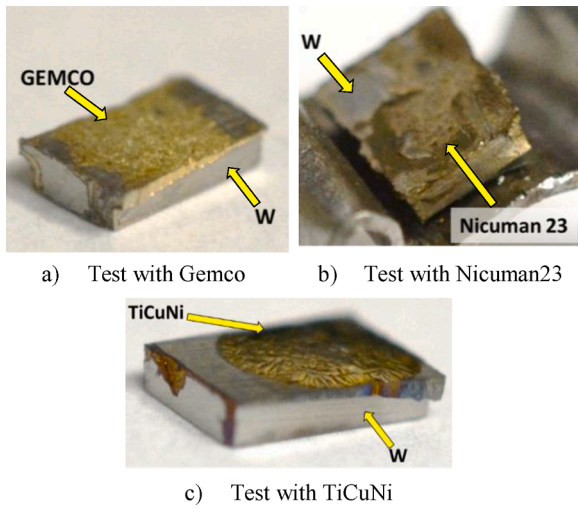 GEMCO
W
W
Nicuman 23
a) Test with Gemco
b) Test with Nicuman23
TiCuNi
W
c) Test with TiCuNi